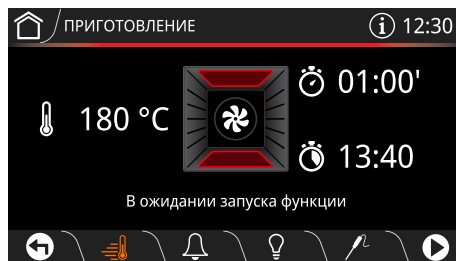 ПРИГОТОВЛЕНИЕ
i 12:30
180 °C
01:00'
13:40
В ожидании запуска функции